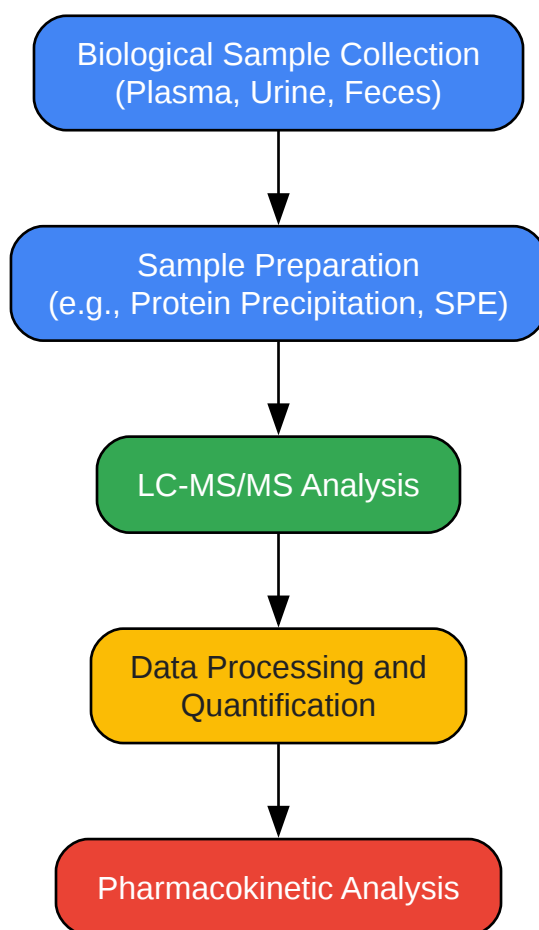 Biological Sample Collection
(Plasma, Urine, Feces)
Sample Preparation
(e.g., Protein Precipitation, SPE)
LC-MS/MS Analysis
Data Processing and
Quantification
Pharmacokinetic Analysis